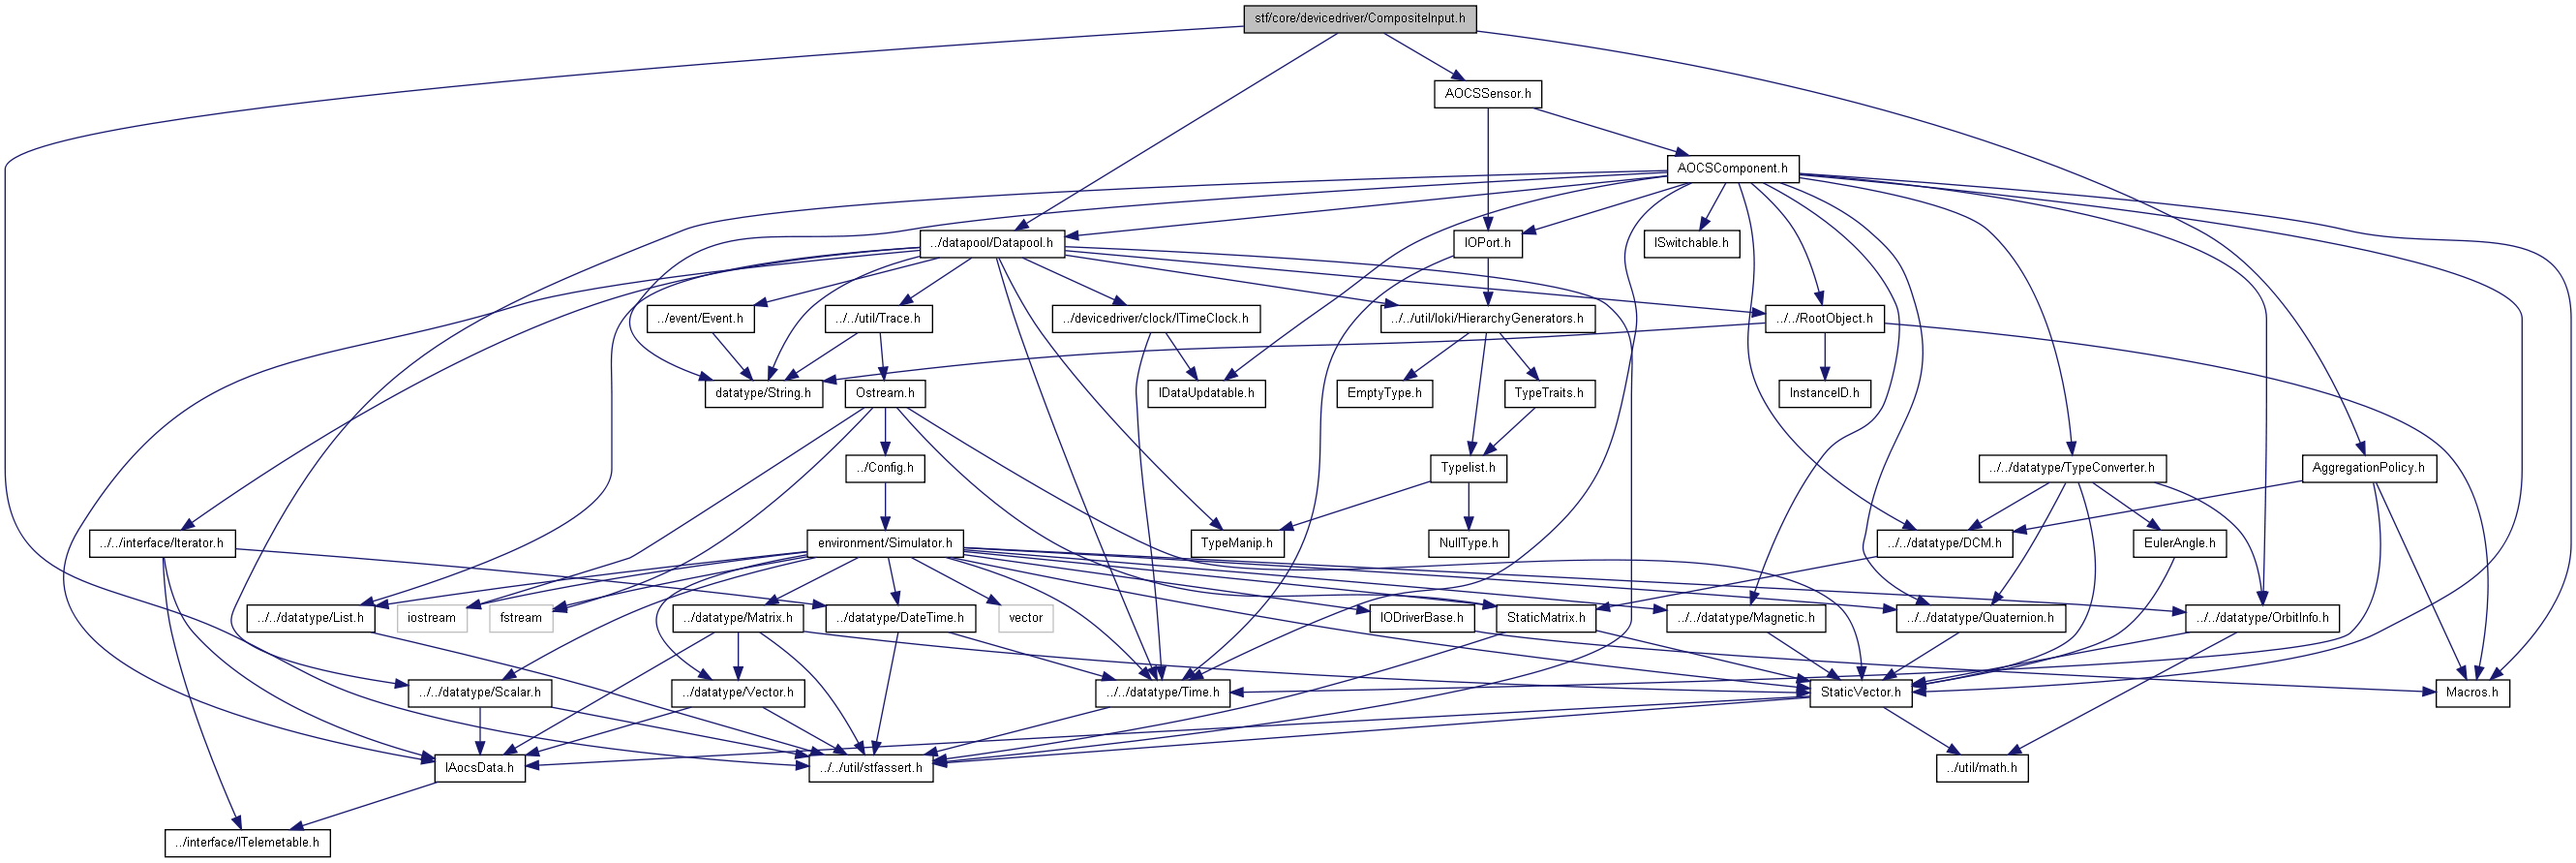 stf/core/devicedriver/CompositeInput.h
AOCSSensor.h
AOCSComponent.h
../datapool/Datapool.h
IOPort.h
ISwitchable.h
../event/Event.h
../../util/Trace.h
../devicedriver/clock/ITimeClock.h
../../util/loki/HierarchyGenerators.h
../../RootObject.h
datatype/String.h
Ostream.h
IDataUpdatable.h
EmptyType.h
TypeTraits.h
InstanceID.h
../Config.h
Typelist.h
../../datatype/TypeConverter.h
AggregationPolicy.h
../../interface/Iterator.h
environment/Simulator.h
TypeManip.h
NullType.h
../../datatype/DCM.h
EulerAngle.h
../../datatype/List.h
iostream
fstream
../datatype/Matrix.h
../datatype/DateTime.h
vector
IODriverBase.h
StaticMatrix.h
../../datatype/Magnetic.h
../../datatype/Quaternion.h
../../datatype/OrbitInfo.h
../../datatype/Scalar.h
../datatype/Vector.h
../../datatype/Time.h
StaticVector.h
Macros.h
IAocsData.h
../../util/stfassert.h
../util/math.h
../interface/ITelemetable.h